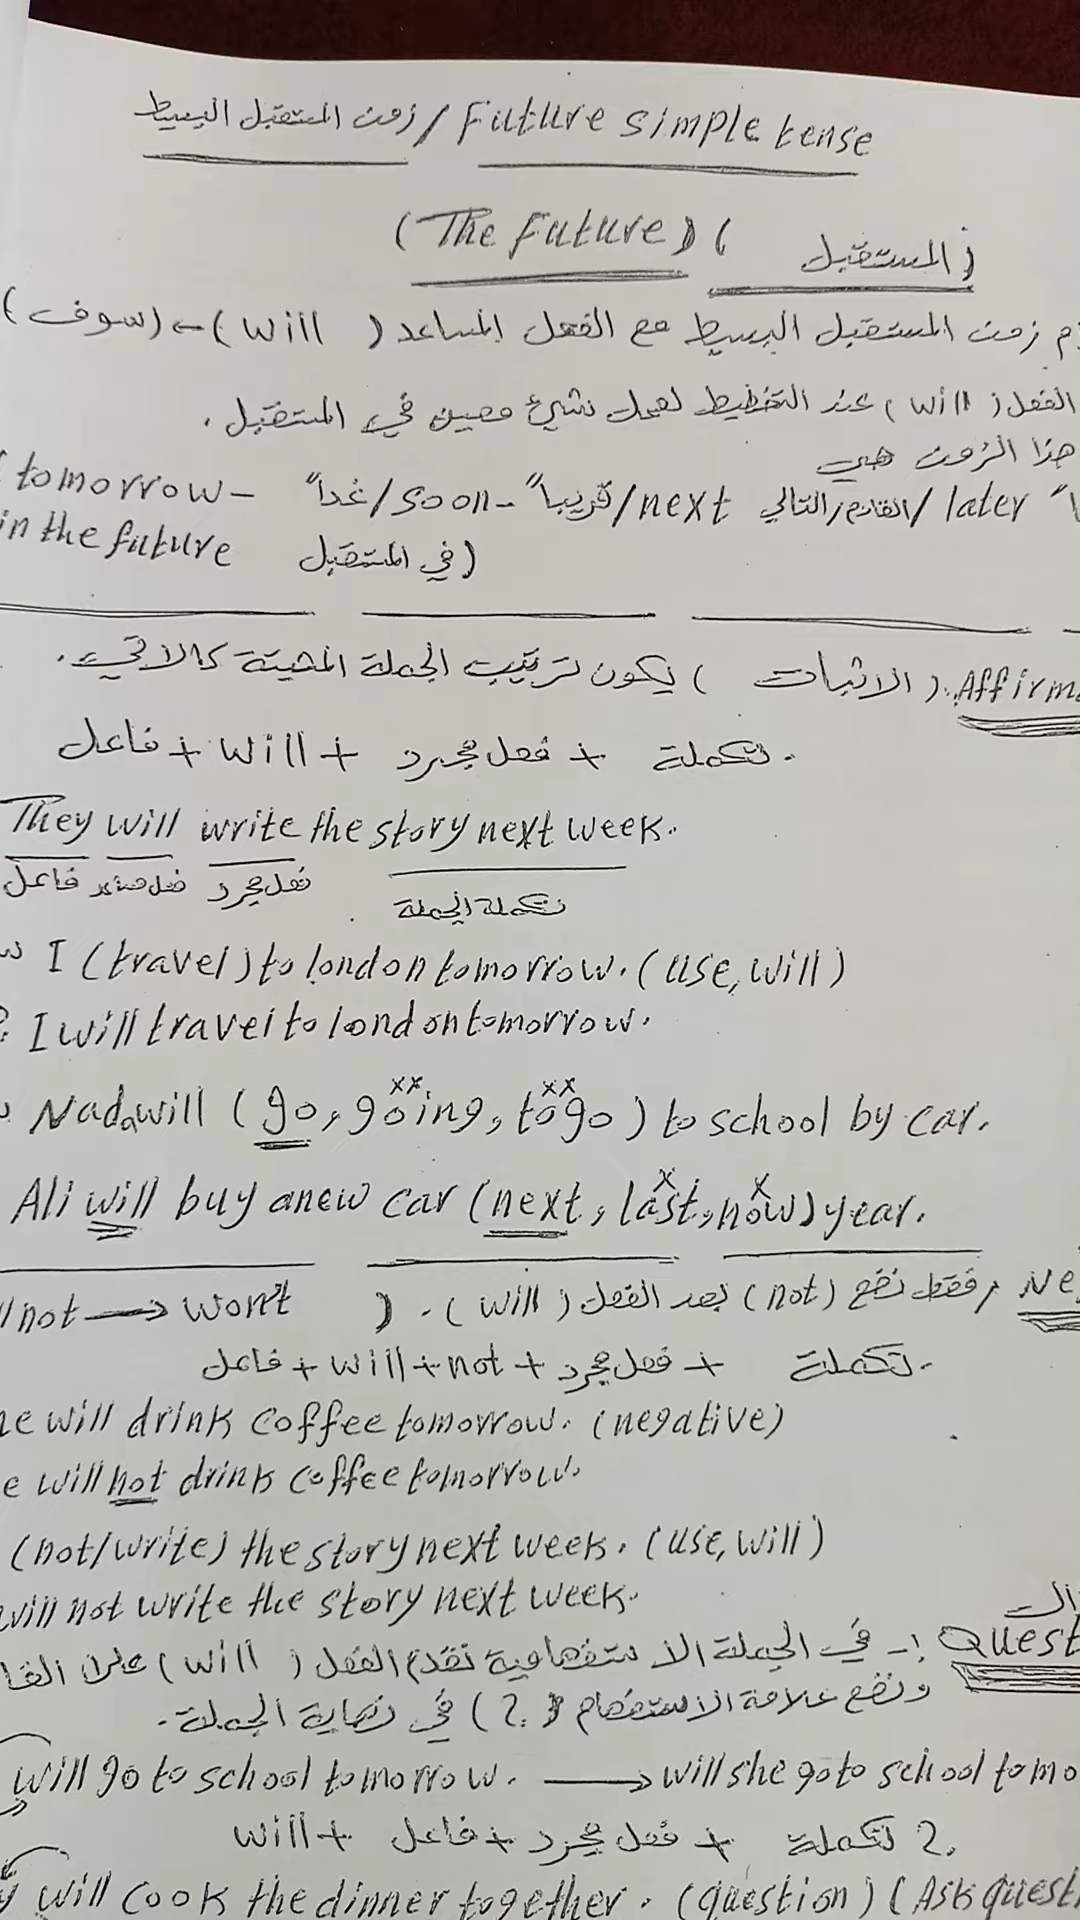 زمن المستقبل البسيط / Future simple tense
(The Future) (المستقبل)
زمن المستقبل البسيط مع الفعل المساعد (will) ← (سوف)
الفعل (will) عند التخطيط لعمل شيء معين في المستقبل.
هذا الزمن هي
tomorrow - "غداً" / soon - "قريباً" / next القادم/التالي / later "
in the future (في المستقبل
Affirm .. (الاثبات) يكون ترتيب الجملة المثبتة كالاتي.
فاعل + will + فعل مجرد + تكملة.
They will write the story next week.
فاعل فعل مساعد فعل مجرد تكملة الجملة
I (travel) to london tomorrow. (use, will)
I will travel to london tomorrow.
Nada will (go, going, to go) to school by car.
Ali will buy a new car (next, last, now) year.
Ne , فقط نضع (not) بعد الفعل (will) . ( not → won't
فاعل + will + not + فعل مجرد + تكملة.
he will drink coffee tomorrow. (negative)
e will not drink coffee tomorrow.
(not/write) the story next week. (use, will)
will not write the story next week.
ال
Quest :- في الجملة الاستفهامية نقدم الفعل (will) على الفا
ونضع علامة الاستفهام (?) في نهاية الجملة.
will go to school tomorrow. → will she go to school tomo
will + فاعل + فعل مجرد + تكملة ?.
y will cook the dinner together. (question) (Ask quest